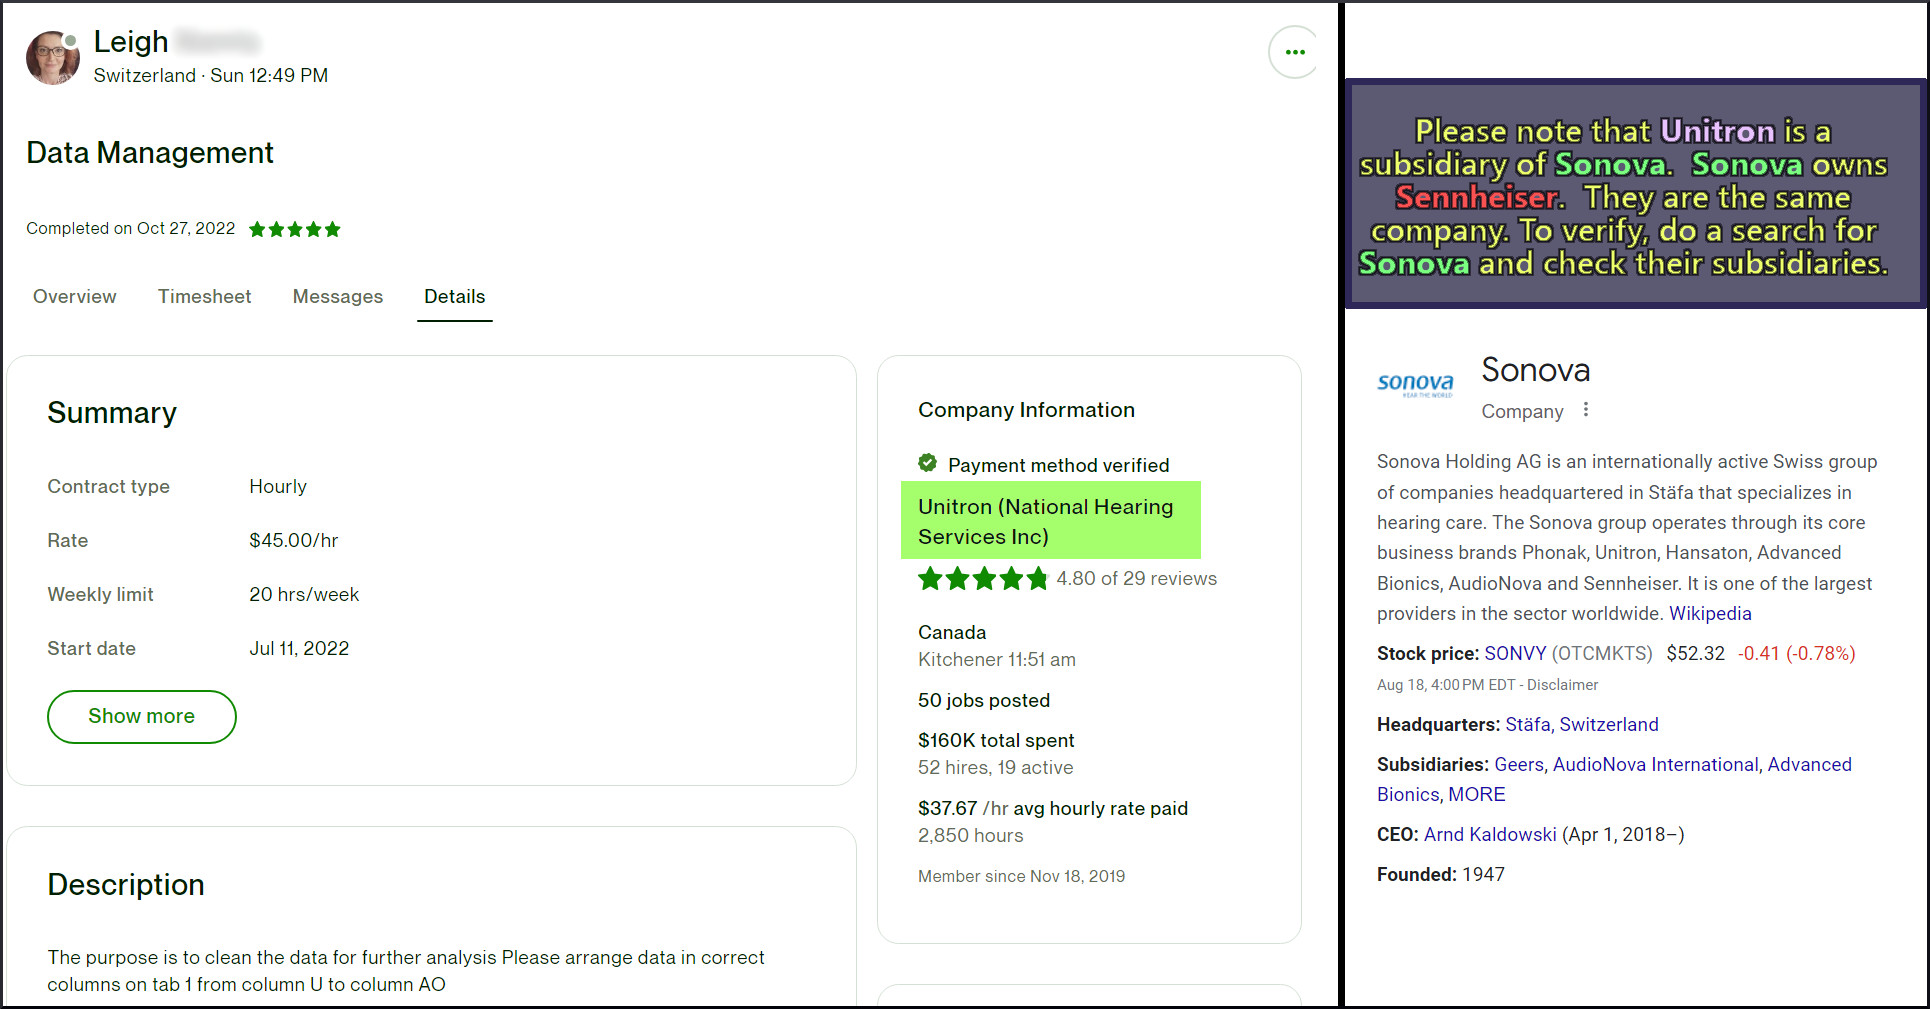 Leigh
Switzerland · Sun 12:49 PM
Data Management
Completed on Oct 27, 2022
Overview
Timesheet
Messages
Details
Summary
Contract type
Hourly
Rate
$45.00/hr
Weekly limit
20 hrs/week
Start date
Jul 11, 2022
Show more
Description
The purpose is to clean the data for further analysis Please arrange data in correct
columns on tab 1 from column U to column AO
Company Information
Payment method verified
Unitron (National Hearing
Services Inc)
4.80 of 29 reviews
Canada
Kitchener 11:51 am
50 jobs posted
$160K total spent
52 hires, 19 active
$37.67 /hr avg hourly rate paid
2,850 hours
Member since Nov 18, 2019
Please note that Unitron is a
subsidiary of Sonova. Sonova owns
Sennheiser. They are the same
company. To verify, do a search for
Sonova and check their subsidiaries.
sonova
HEAR THE WORLD
Sonova
Company
Sonova Holding AG is an internationally active Swiss group
of companies headquartered in Stäfa that specializes in
hearing care. The Sonova group operates through its core
business brands Phonak, Unitron, Hansaton, Advanced
Bionics, AudioNova and Sennheiser. It is one of the largest
providers in the sector worldwide. Wikipedia
Stock price: SONVY (OTCMKTS) $52.32 -0.41 (-0.78%)
Aug 18, 4:00 PM EDT - Disclaimer
Headquarters: Stäfa, Switzerland
Subsidiaries: Geers, AudioNova International, Advanced
Bionics, MORE
CEO: Arnd Kaldowski (Apr 1, 2018–)
Founded: 1947